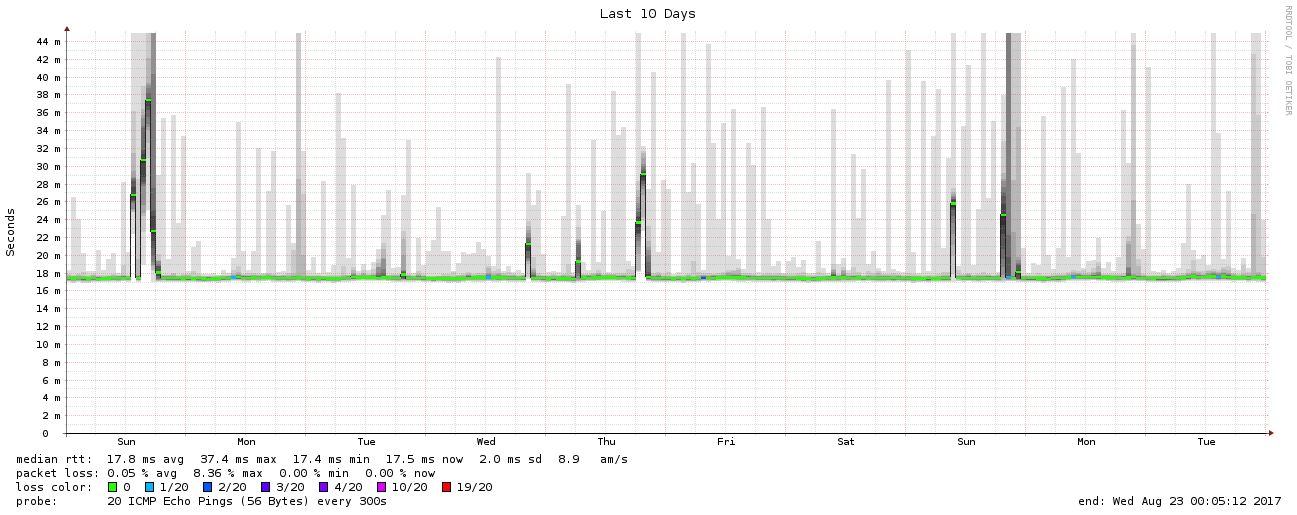 Last 10 Days
RRDTOOL / TOBI OETIKER
Seconds
44 m
42 m
40 m
38 m
36 m
34 m
32 m
30 m
28 m
26 m
24 m
22 m
20 m
18 m
16 m
14 m
12 m
10 m
8 m
6 m
4 m
2 m
0
Sun Mon Tue Wed Thu Fri Sat Sun Mon Tue
median rtt: 17.8 ms avg 37.4 ms max 17.4 ms min 17.5 ms now 2.0 ms sd 8.9 am/s
packet loss: 0.05 % avg 8.36 % max 0.00 % min 0.00 % now
loss color: 0 1/20 2/20 3/20 4/20 10/20 19/20
probe: 20 ICMP Echo Pings (56 Bytes) every 300s end: Wed Aug 23 00:05:12 2017